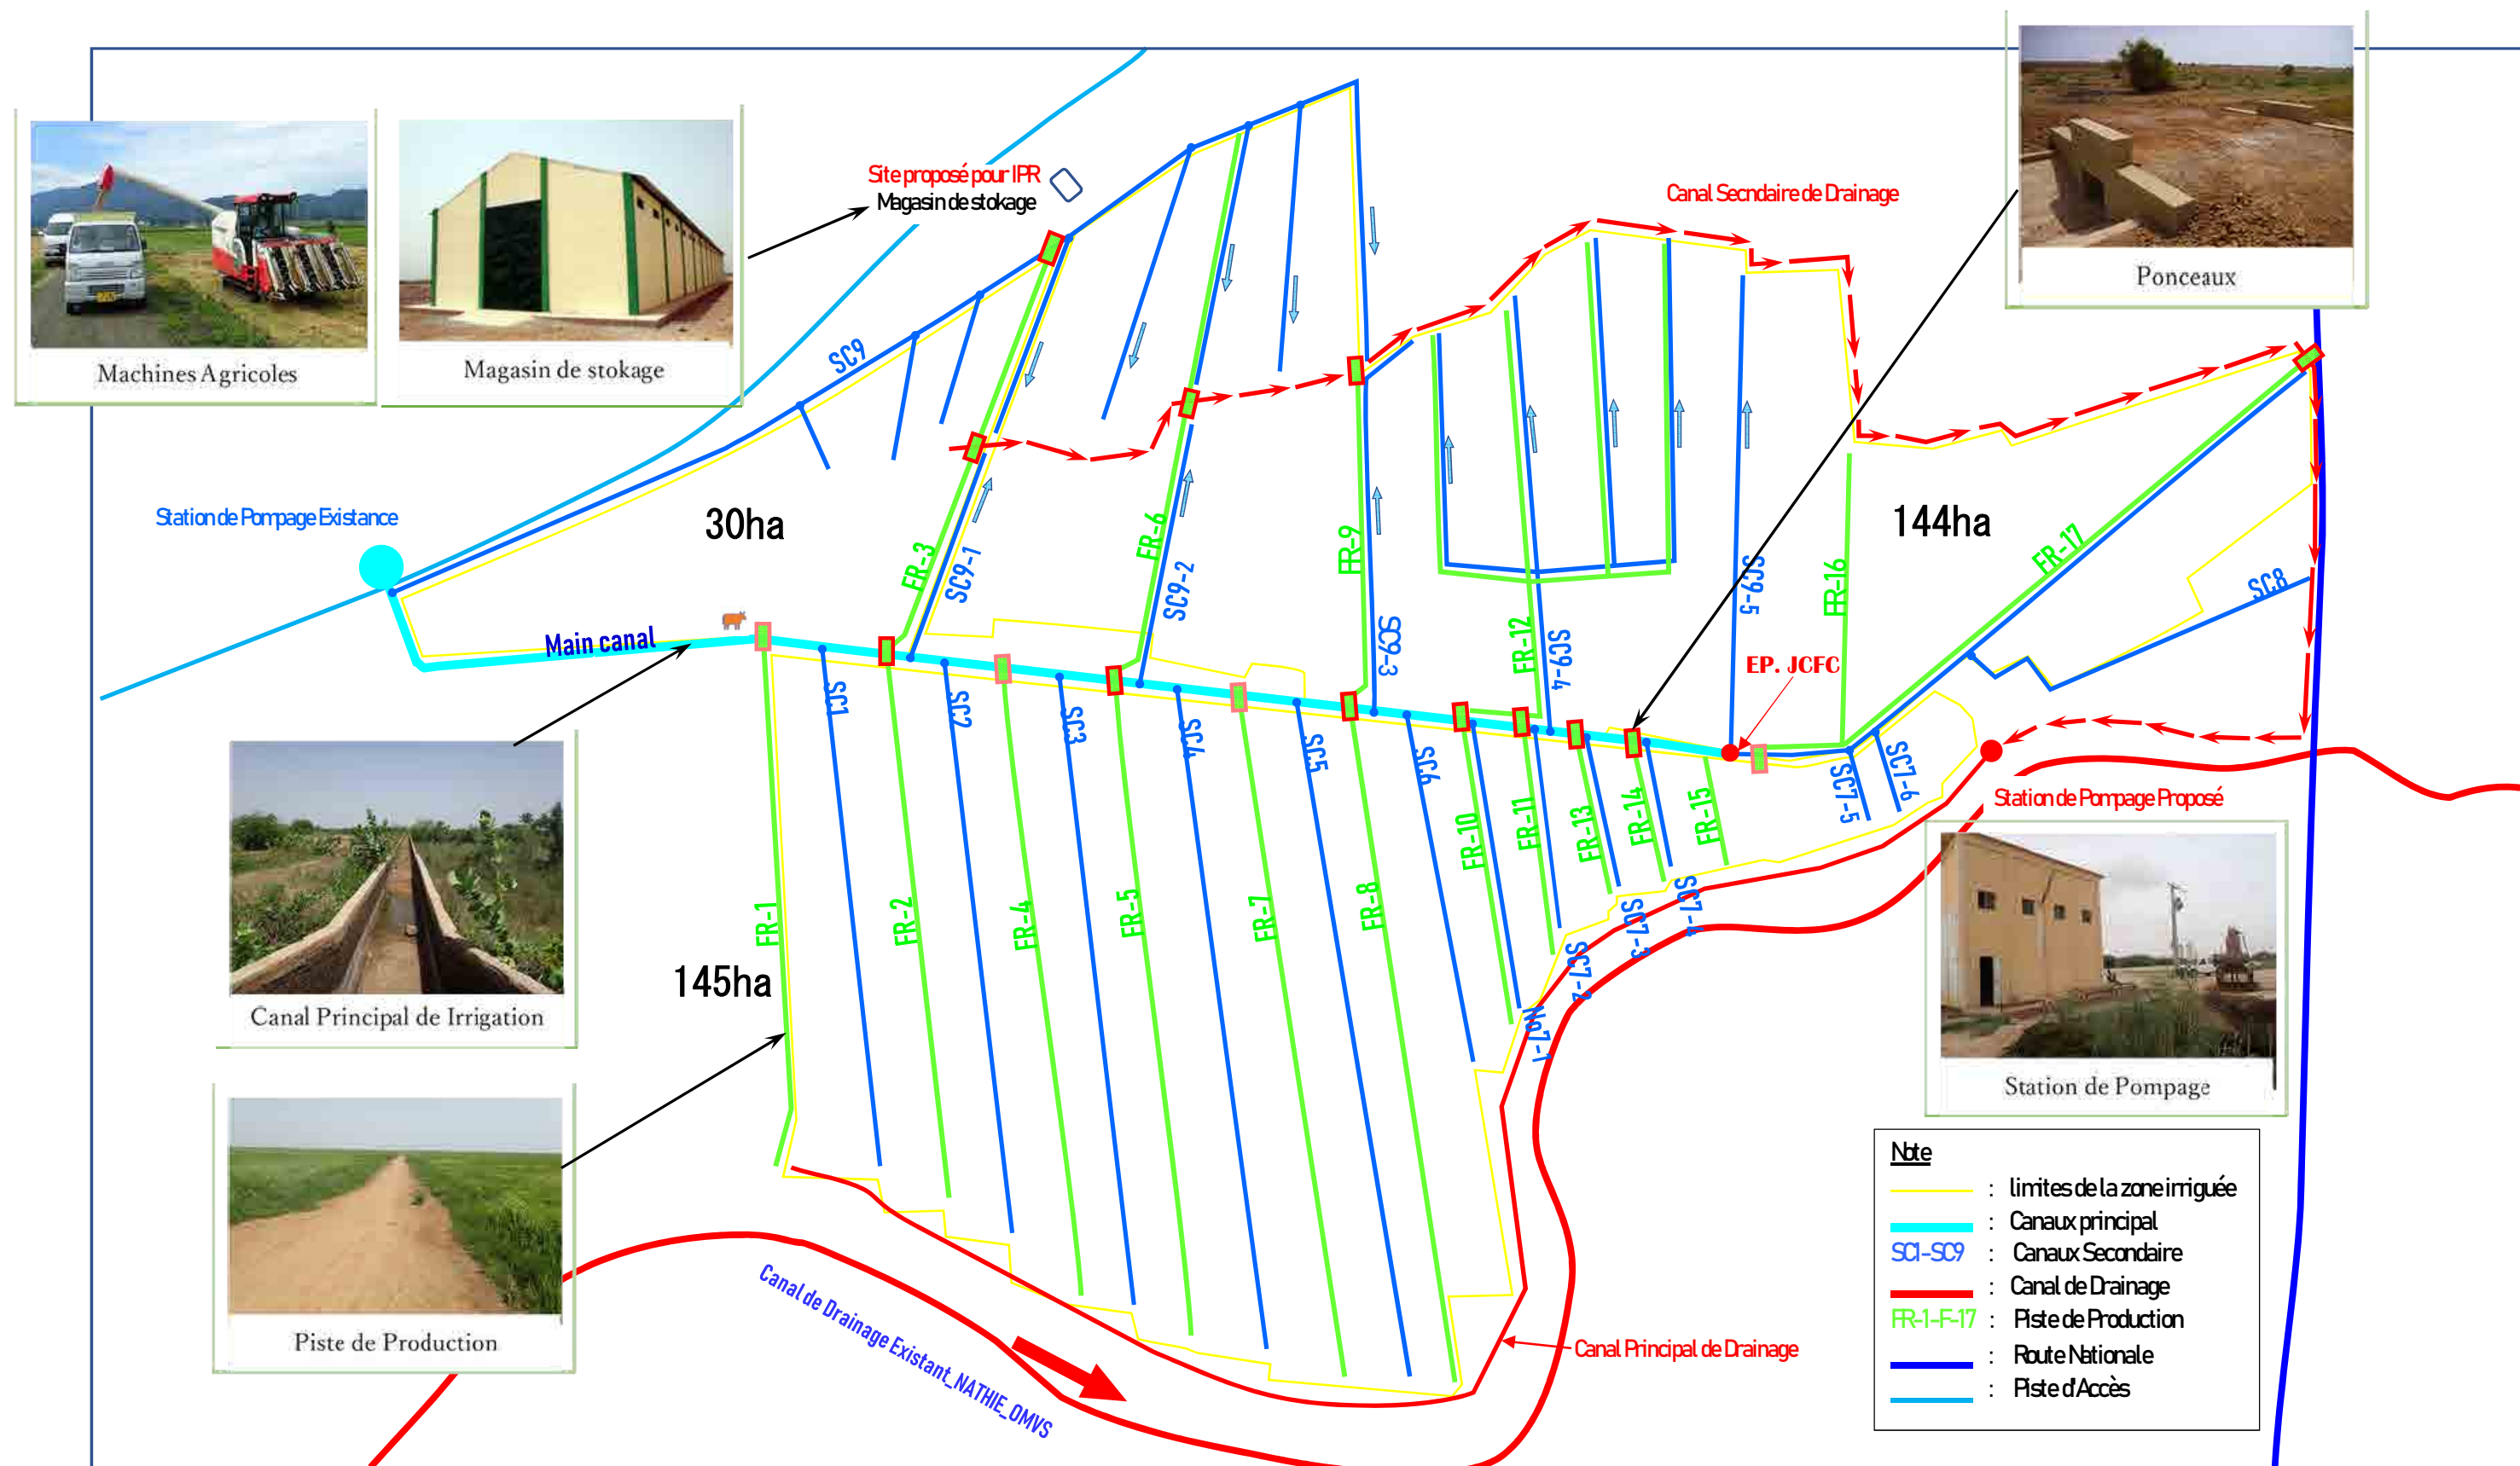 Machines Agricoles
Magasin de stokage
Site proposé pour IPR
Magasin de stokage
Canal Secndaire de Drainage
Ponceaux
Station de Pompage Existance
SC9
30ha
144ha
FR-3
SC9-1
FR-6
SC9-2
FR-9
SC9-3
FR-12
SC9-4
SC9-5
FR-16
FR-17
SC8
Main canal
EP. JCFC
SC1
SC2
SC3
SC4
SC5
SC6
SC7-5
SC7-6
Station de Pompage Proposé
FR-1
FR-2
FR-4
FR-5
FR-7
FR-8
FR-10
FR-11
FR-13
FR-14
FR-15
No7-1
SC7-2
SC7-3
SC7-4
145ha
Canal Principal de Irrigation
Station de Pompage
Piste de Production
Canal de Drainage Existant_NATHIE_OMVS
Canal Principal de Drainage
Note
: limites de la zone irriguée
: Canaux principal
SC1-SC9 : Canaux Secondaire
: Canal de Drainage
FR-1-F-17 : Piste de Production
: Route Nationale
: Piste d'Accès